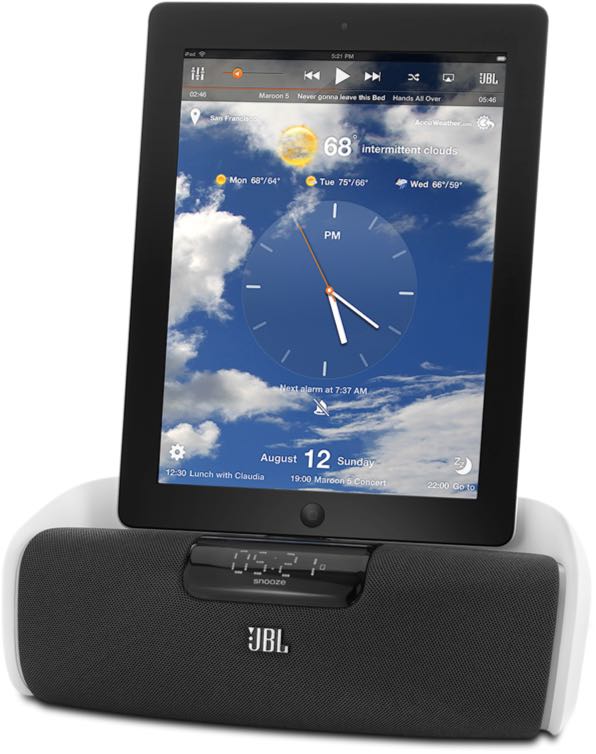 iPad 5:21 PM
JBL
02:46 Maroon 5 Never gonna leave this Bed Hands All Over 05:46
San Francisco AccuWeather.com
68° intermittent clouds
Mon 68°/64° Tue 75°/66° Wed 66°/59°
PM
Next alarm at 7:37 AM
August 12 Sunday
12:30 Lunch with Claudia 19:00 Maroon 5 Concert 22:00 Go to
05:21
snooze
JBL